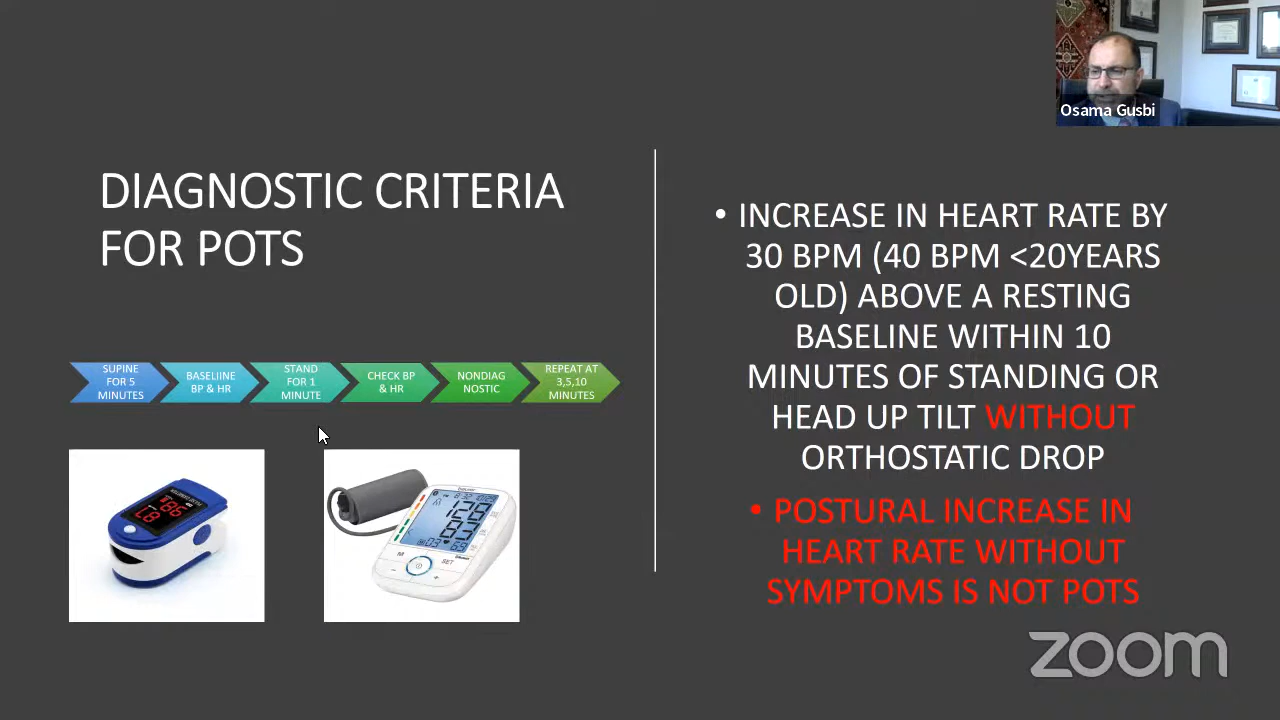 Osama Gusbi
DIAGNOSTIC CRITERIA
FOR POTS
SUPINE
FOR 5
MINUTES
BASELIINE
BP & HR
STAND
FOR 1
MINUTE
CHECK BP
& HR
NONDIAG
NOSTIC
REPEAT AT
3,5,10
MINUTES
• INCREASE IN HEART RATE BY
30 BPM (40 BPM <20YEARS
OLD) ABOVE A RESTING
BASELINE WITHIN 10
MINUTES OF STANDING OR
HEAD UP TILT WITHOUT
ORTHOSTATIC DROP
• POSTURAL INCREASE IN
HEART RATE WITHOUT
SYMPTOMS IS NOT POTS
M
SET
zoom